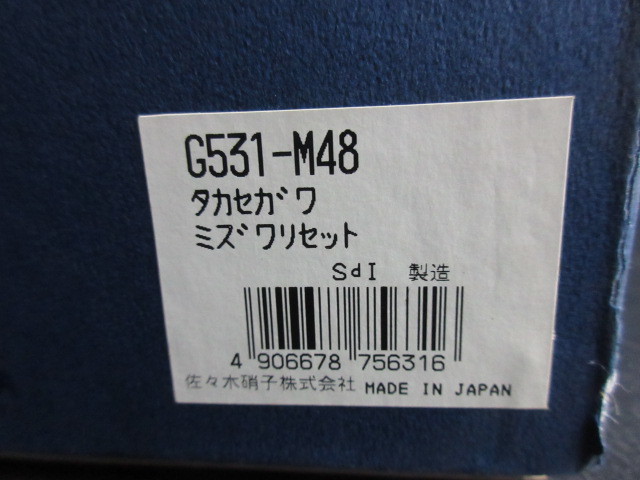 G531-M48
タカセガワ
ミズワリセット
SdI 製造
4 906678 756316
佐々木硝子株式会社 MADE IN JAPAN